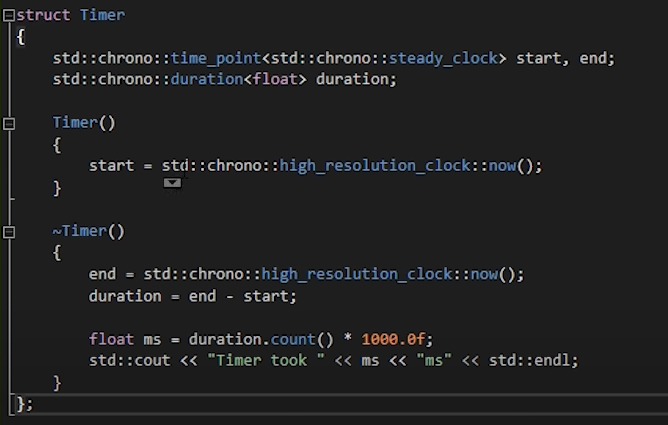 struct Timer
{
    std::chrono::time_point<std::chrono::steady_clock> start, end;
    std::chrono::duration<float> duration;

    Timer()
    {
        start = std::chrono::high_resolution_clock::now();
    }

    ~Timer()
    {
        end = std::chrono::high_resolution_clock::now();
        duration = end - start;

        float ms = duration.count() * 1000.0f;
        std::cout << "Timer took " << ms << "ms" << std::endl;
    }
};